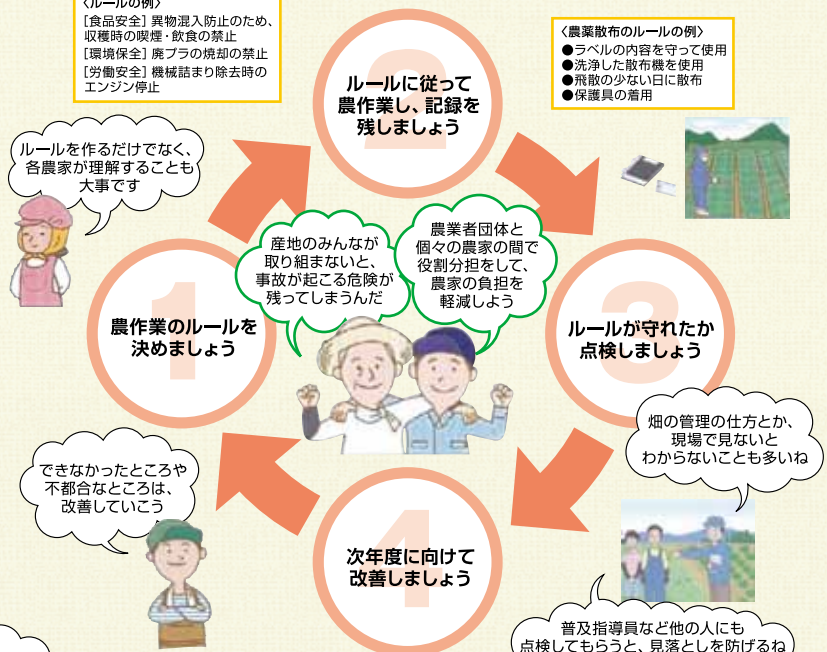 〈ルールの例〉
［食品安全］異物混入防止のため、
収穫時の喫煙・飲食の禁止
［環境保全］廃プラの焼却の禁止
［労働安全］機械詰まり除去時の
エンジン停止
〈農薬散布のルールの例〉
●ラベルの内容を守って使用
●洗浄した散布機を使用
●飛散の少ない日に散布
●保護具の着用
2
ルールに従って
農作業し、記録を
残しましょう
ルールを作るだけでなく、
各農家が理解することも
大事です
産地のみんなが
取り組まないと、
事故が起こる危険が
残ってしまうんだ
農業者団体と
個々の農家の間で
役割分担をして、
農家の負担を
軽減しよう
1
農作業のルールを
決めましょう
3
ルールが守れたか
点検しましょう
畑の管理の仕方とか、
現場で見ないと
わからないことも多いね
できなかったところや
不都合なところは、
改善していこう
4
次年度に向けて
改善しましょう
普及指導員など他の人にも
点検してもらうと、見落としを防げるね